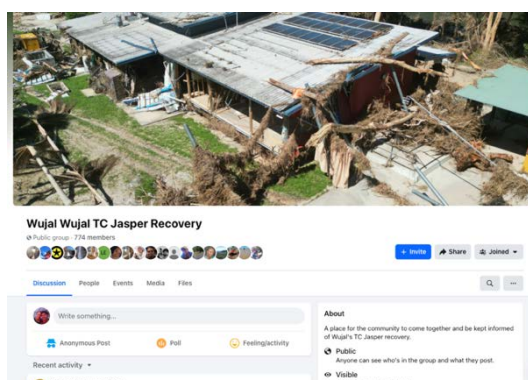 Wujal Wujal TC Jasper Recovery
Public group · 774 members
+ Invite
Share
Joined
Discussion People Events Media Files
Write something...
Anonymous Post
Poll
Feeling/activity
Recent activity
About
A place for the community to come together and be kept informed
of Wujal's TC Jasper recovery.
Public
Anyone can see who's in the group and what they post.
Visible